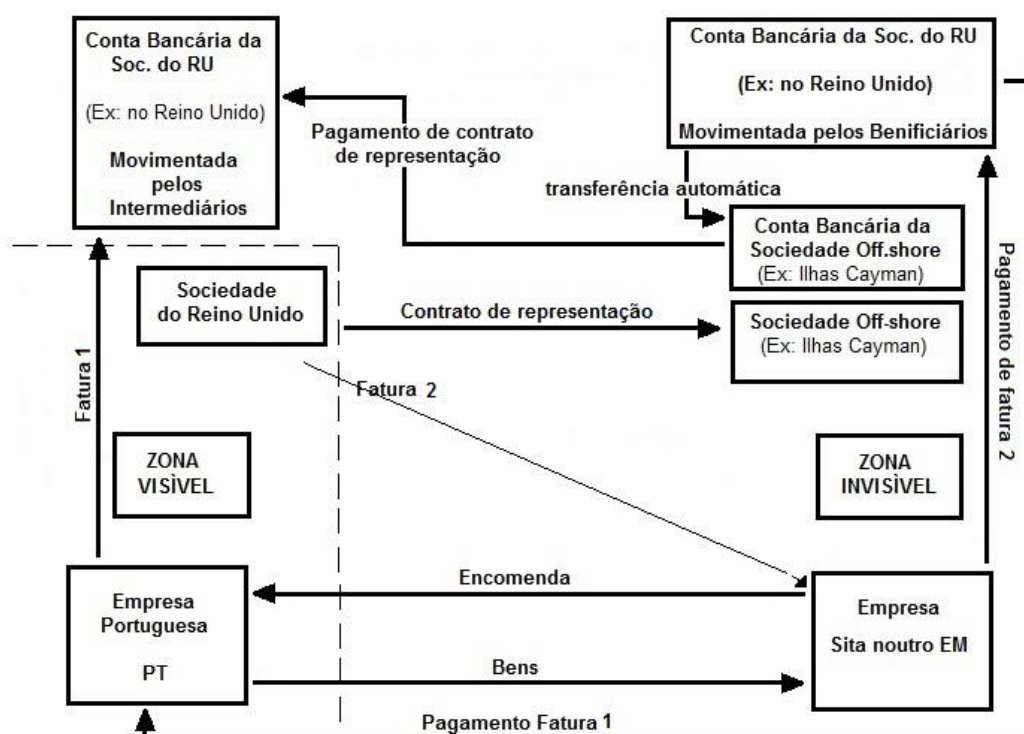 Conta Bancária da
Soc. do RU
(Ex: no Reino Unido)
Movimentada
pelos
Intermediários
Conta Bancária da Soc. do RU
(Ex: no Reino Unido)
Movimentada pelos Benificiários
Pagamento de contrato
de representação
transferência automática
Conta Bancária da
Sociedade Off.shore
(Ex: Ilhas Cayman)
Sociedade
do Reino Unido
Contrato de representação
Sociedade Off-shore
(Ex: Ilhas Cayman)
Fatura 1
Fatura 2
Pagamento de fatura 2
ZONA
VISÌVEL
ZONA
INVISÍVEL
Encomenda
Empresa
Portuguesa
PT
Empresa
Sita noutro EM
Bens
Pagamento Fatura 1